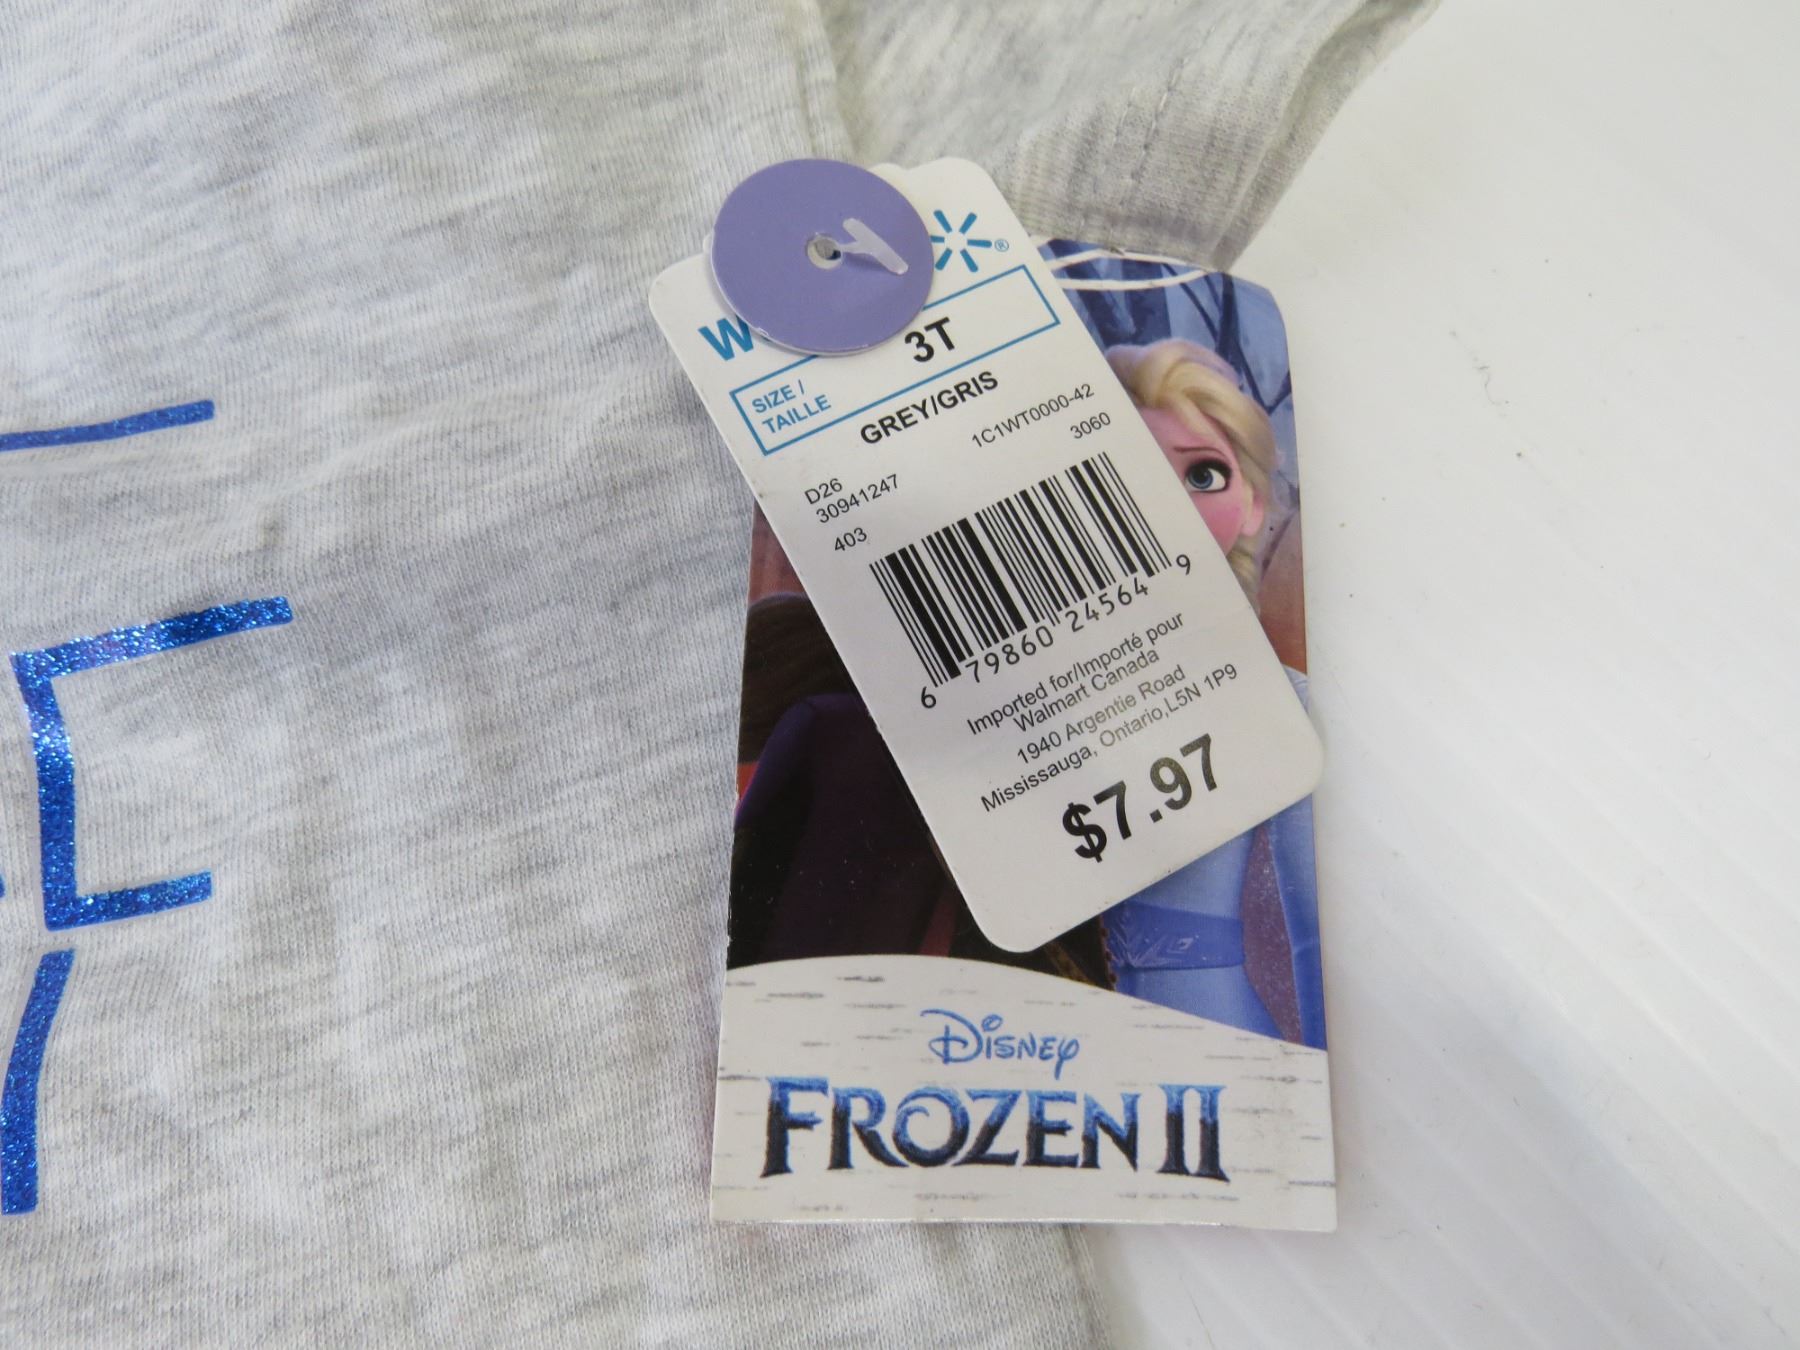 W
®
SIZE /
TAILLE
3T
GREY/GRIS
1C1WT0000-42
3060
D26
30941247
403
6 79860 24564 9
Imported for/Importé pour
Walmart Canada
1940 Argentie Road
Mississauga, Ontario,L5N 1P9
$7.97
DISNEY
FROZEN II